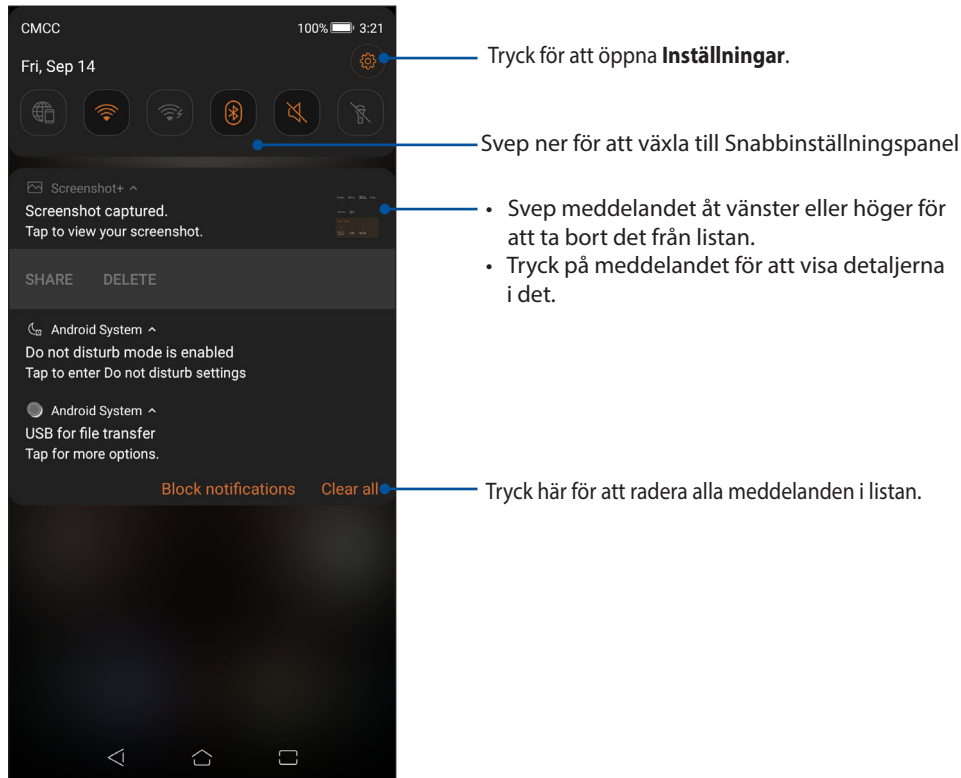 CMCC
100% 3:21
Fri, Sep 14
Screenshot+
Screenshot captured.
Tap to view your screenshot.
SHARE DELETE
Android System
Do not disturb mode is enabled
Tap to enter Do not disturb settings
Android System
USB for file transfer
Tap for more options.
Block notifications Clear all
Tryck för att öppna Inställningar.
Svep ner för att växla till Snabbinställningspanel
• Svep meddelandet åt vänster eller höger för
att ta bort det från listan.
• Tryck på meddelandet för att visa detaljerna
i det.
Tryck här för att radera alla meddelanden i listan.